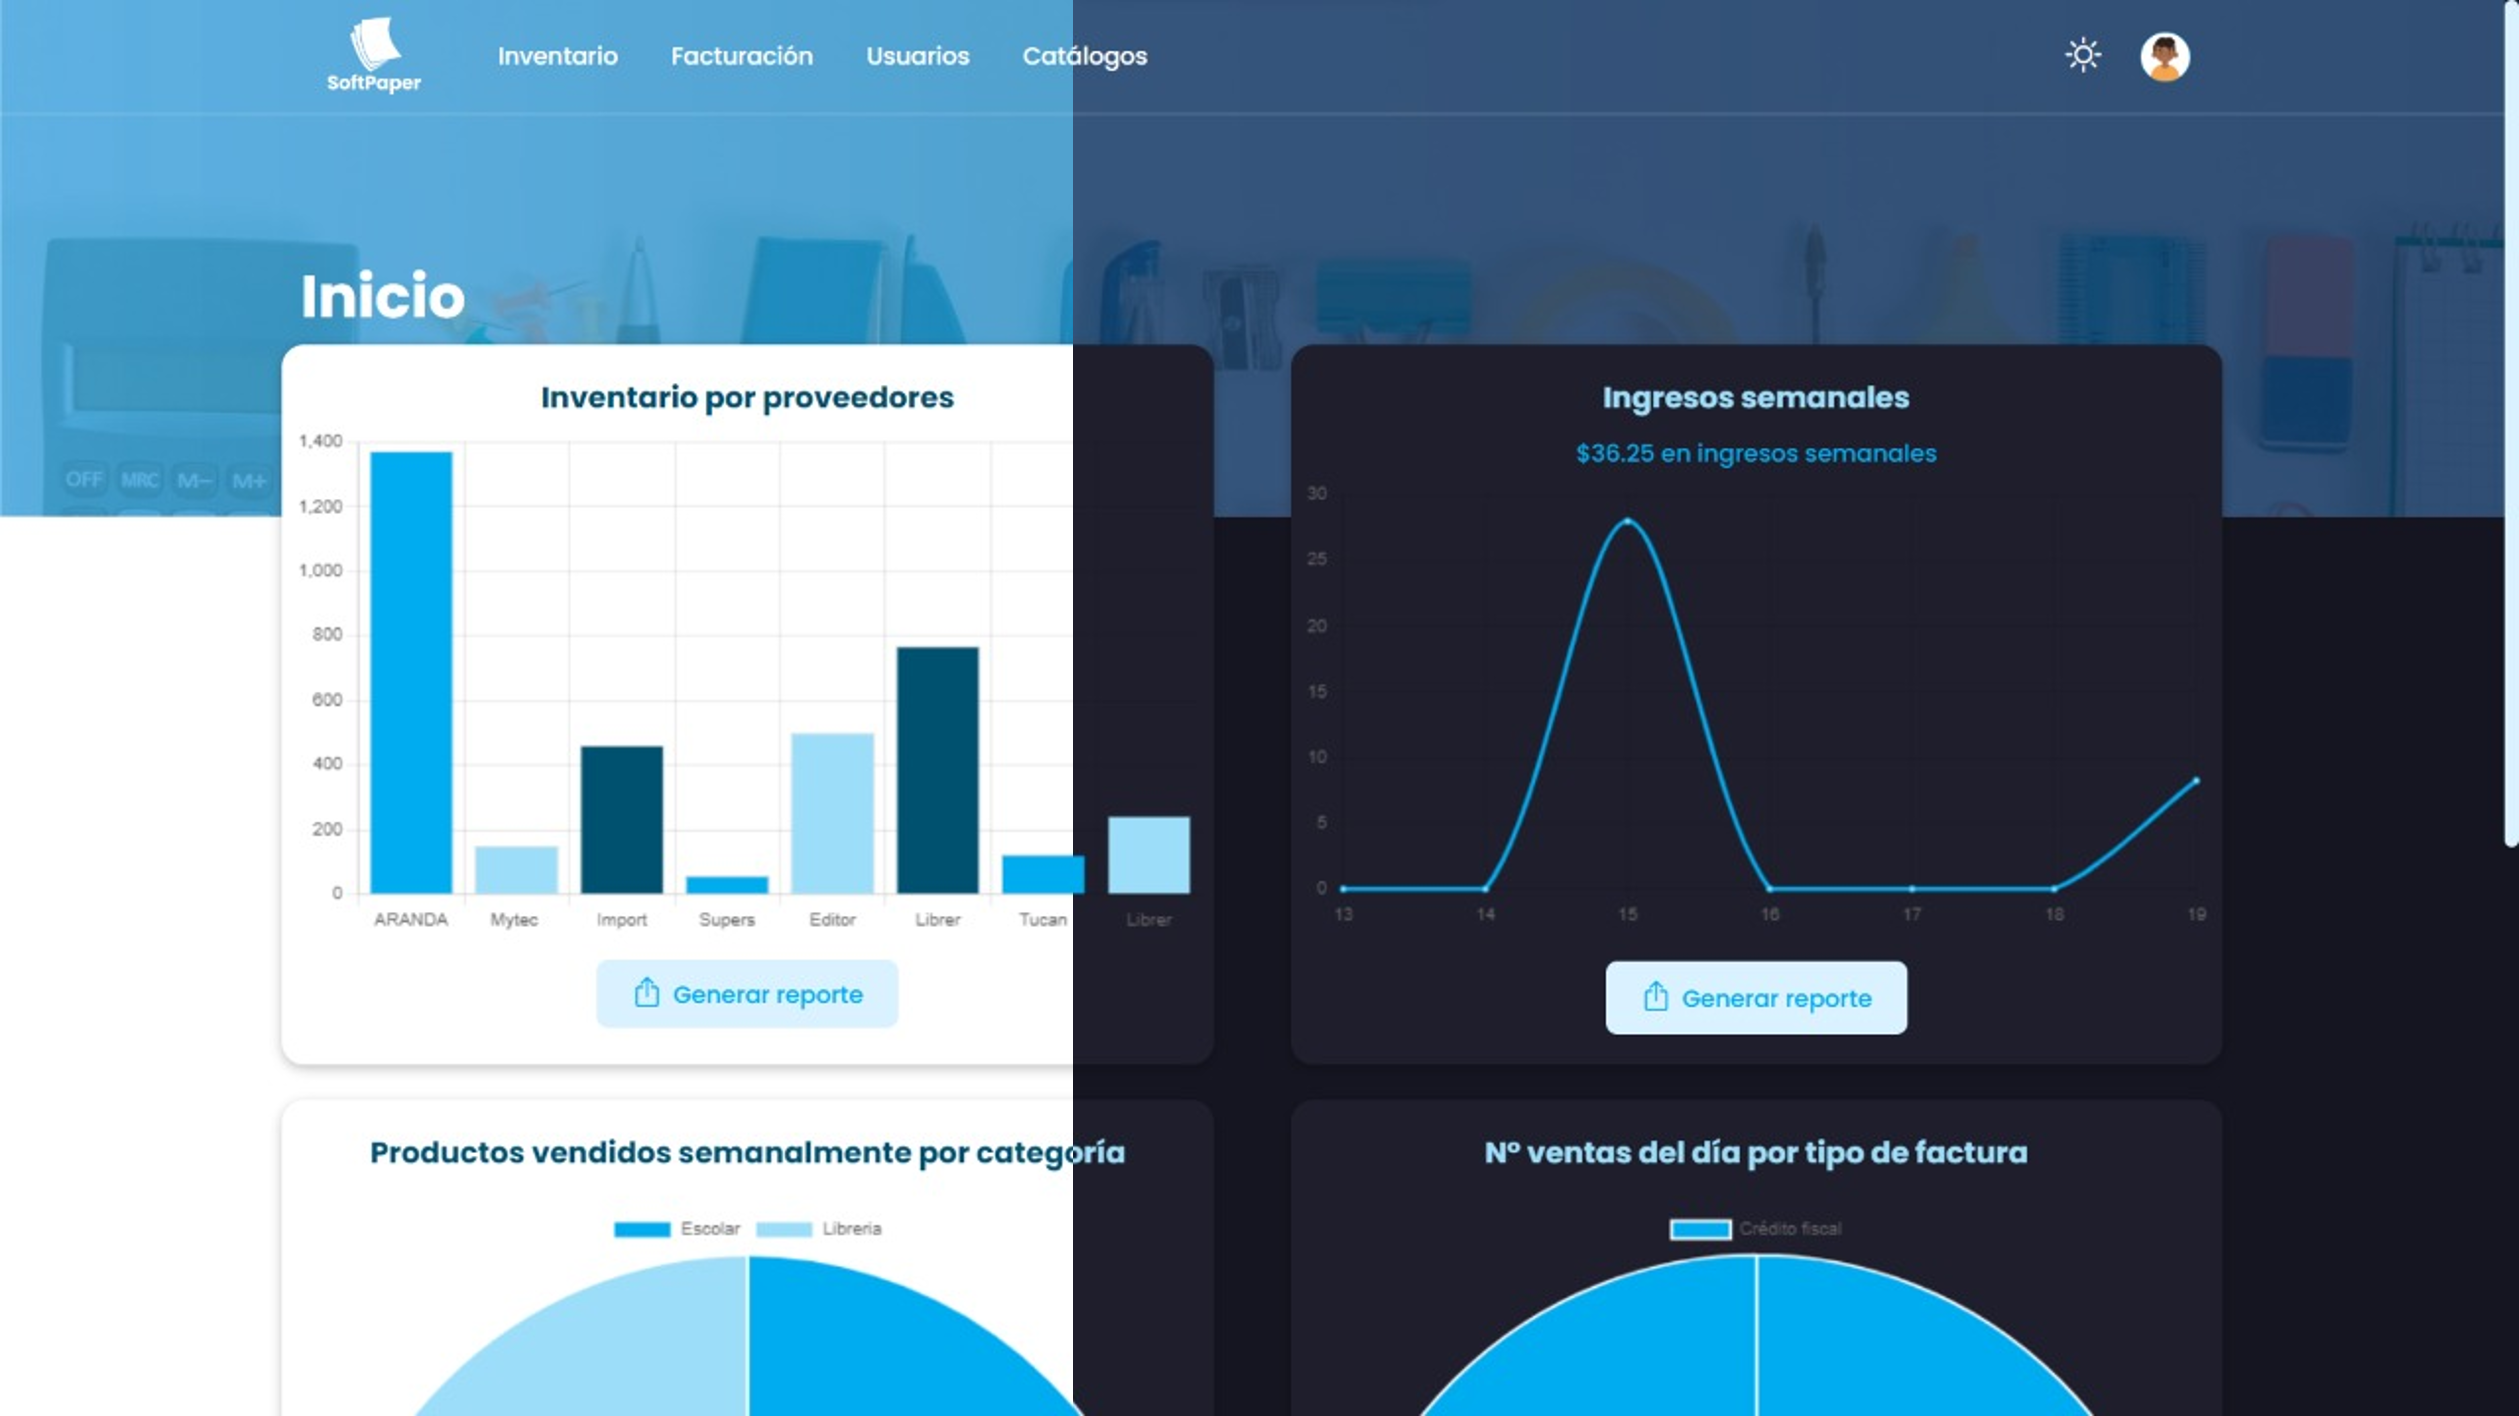 SoftPaper
Inventario
Facturación
Usuarios
Catálogos
Inicio
OFF MRC M− M+
Inventario por proveedores
1,400
1,200
1,000
800
600
400
200
0
ARANDA Mytec Import Supers Editor Librer Tucan Librer
Generar reporte
Ingresos semanales
$36.25 en ingresos semanales
30
25
20
15
10
5
0
13 14 15 16 17 18 19
Generar reporte
Productos vendidos semanalmente por categoría
Escolar Libreria
Nº ventas del día por tipo de factura
Crédito fiscal